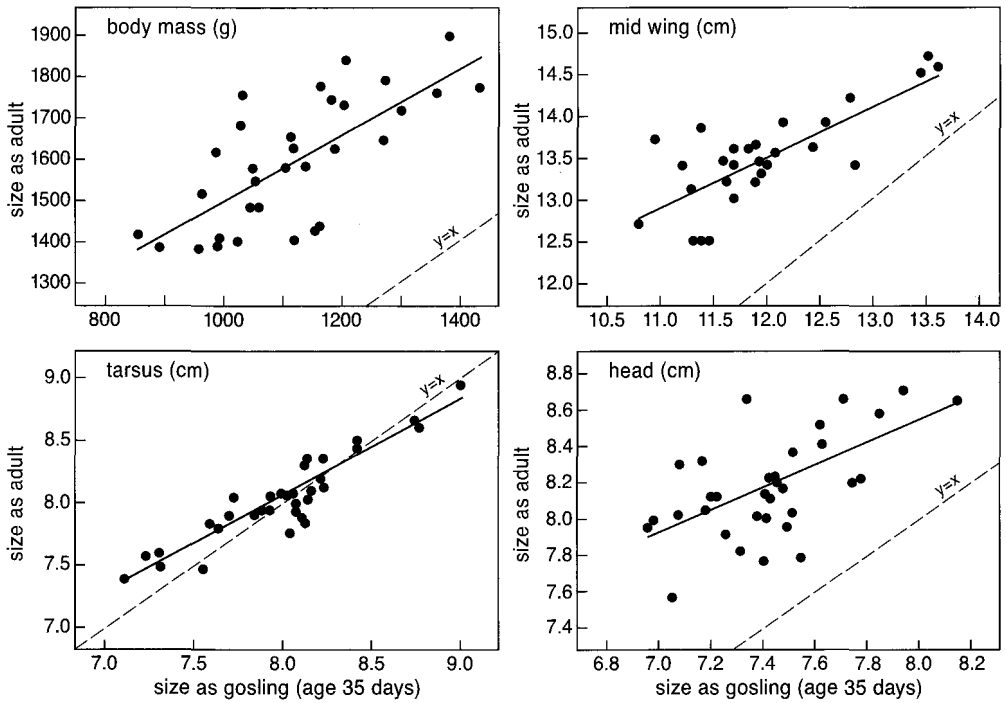 body mass (g)
size as adult
1900
1800
1700
1600
1500
1400
1300
y=x
800 1000 1200 1400
mid wing (cm)
size as adult
15.0
14.5
14.0
13.5
13.0
12.5
12.0
y=x
10.5 11.0 11.5 12.0 12.5 13.0 13.5 14.0
tarsus (cm)
size as adult
9.0
8.5
8.0
7.5
7.0
y=x
7.0 7.5 8.0 8.5 9.0
size as gosling (age 35 days)
head (cm)
size as adult
8.8
8.6
8.4
8.2
8.0
7.8
7.6
7.4
y=x
6.8 7.0 7.2 7.4 7.6 7.8 8.0 8.2
size as gosling (age 35 days)